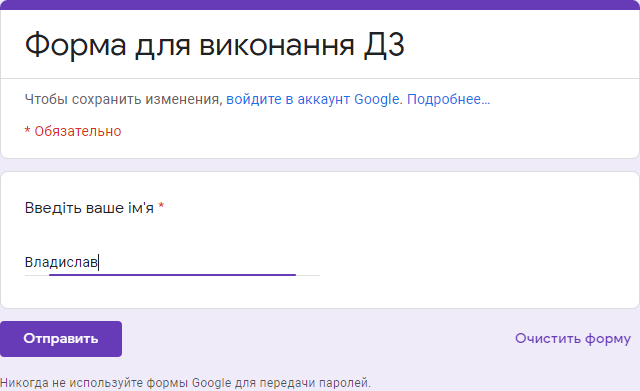 Форма для виконання ДЗ
Чтобы сохранить изменения, войдите в аккаунт Google. Подробнее…
* Обязательно
Введіть ваше ім'я *
Владислав
Отправить
Очистить форму
Никогда не используйте формы Google для передачи паролей.